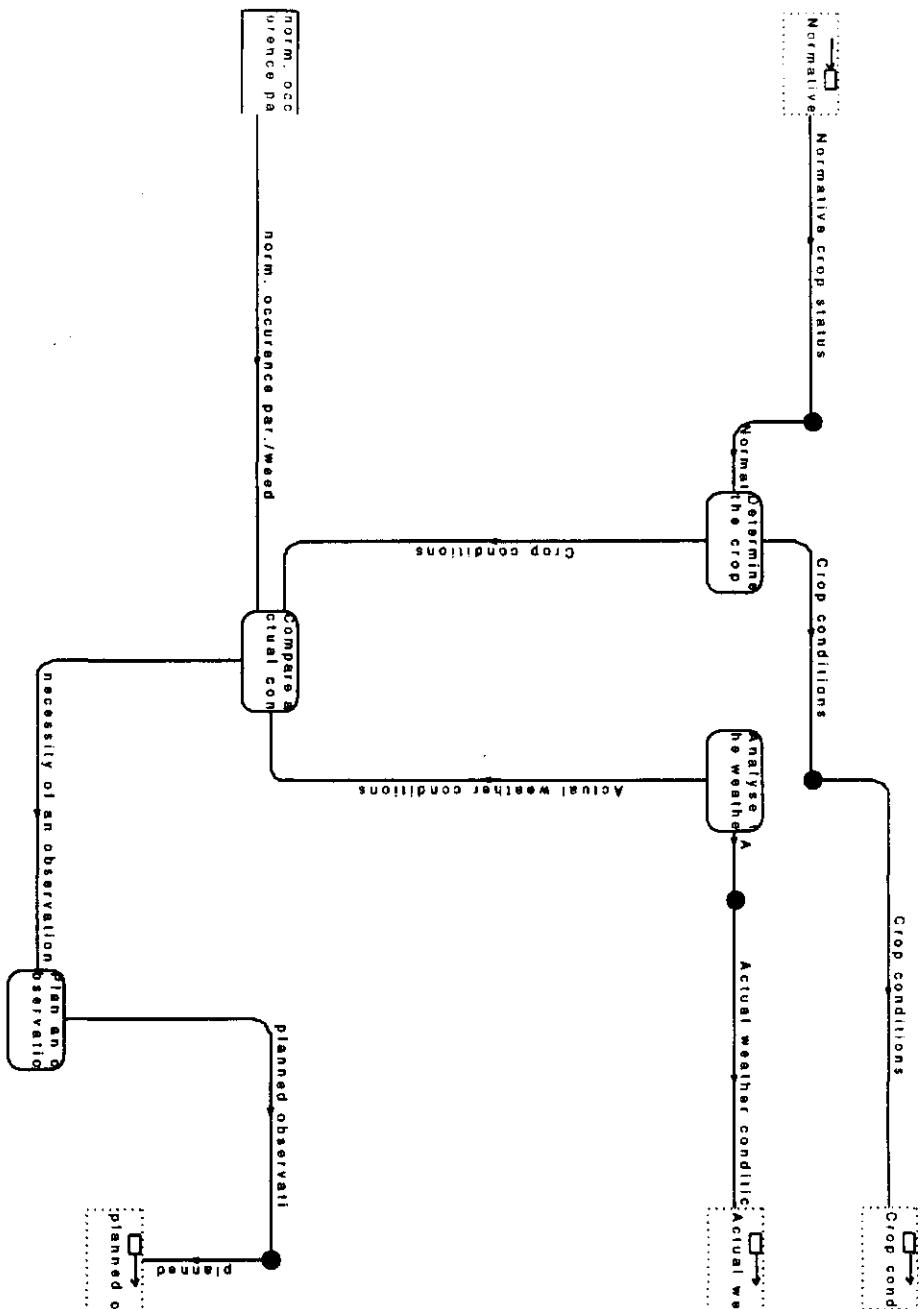 Normative
Normative crop status
Normal
Determine
the crop
Crop conditions
Crop conditions
Crop conditions
Crop cond
Analyse t
he weathe
A
Actual weather conditic
Actual we
Actual weather conditions
norm. occ
urence pa
norm. occurence par./weed
Compare a
ctual con
necessity of an observation
plan an o
bservatio
planned observati
planned
planned o